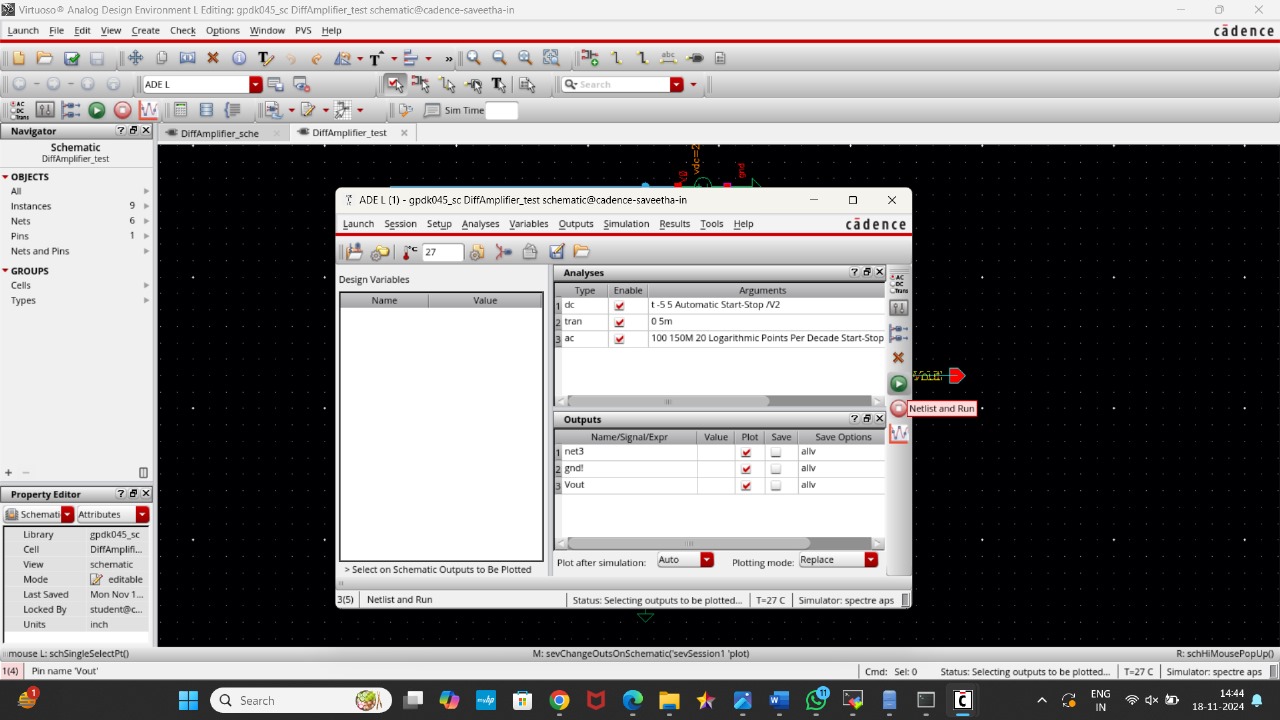 Virtuoso® Analog Design Environment L Editing: gpdk045_sc DiffAmplifier_test schematic@cadence-saveetha-in
Launch File Edit View Create Check Options Window PVS Help
cādence
ADE L
Search
Sim Time
Navigator
DiffAmplifier_sche
DiffAmplifier_test
Schematic
DiffAmplifier_test
OBJECTS
All
Instances 9
Nets 6
Pins 1
Nets and Pins
GROUPS
Cells
Types
Property Editor
Schemati
Attributes
Library gpdk045_sc
Cell DiffAmplifi...
View schematic
Mode editable
Last Saved Mon Nov 1...
Locked By student@c...
Units inch
vdc=2
gnd
ADE L (1) - gpdk045_sc DiffAmplifier_test schematic@cadence-saveetha-in
Launch Session Setup Analyses Variables Outputs Simulation Results Tools Help
cādence
27
Design Variables
Name Value
Analyses
Type Enable Arguments
1 dc t -5 5 Automatic Start-Stop /V2
2 tran 0 5m
3 ac 100 150M 20 Logarithmic Points Per Decade Start-Stop
AC
DC
Trans
Outputs
Name/Signal/Expr Value Plot Save Save Options
1 net3 allv
2 gnd! allv
3 Vout allv
Netlist and Run
> Select on Schematic Outputs to Be Plotted
Plot after simulation: Auto Plotting mode: Replace
3(5) Netlist and Run Status: Selecting outputs to be plotted... T=27 C Simulator: spectre aps
mouse L: schSingleSelectPt() M: sevChangeOutsOnSchematic('sevSession1 'plot) R: schHiMousePopUp()
1(4) Pin name 'Vout' Cmd: Sel: 0 Status: Selecting outputs to be plotted... T=27 C Simulator: spectre aps
1
Search
11
ENG
IN
14:44
18-11-2024